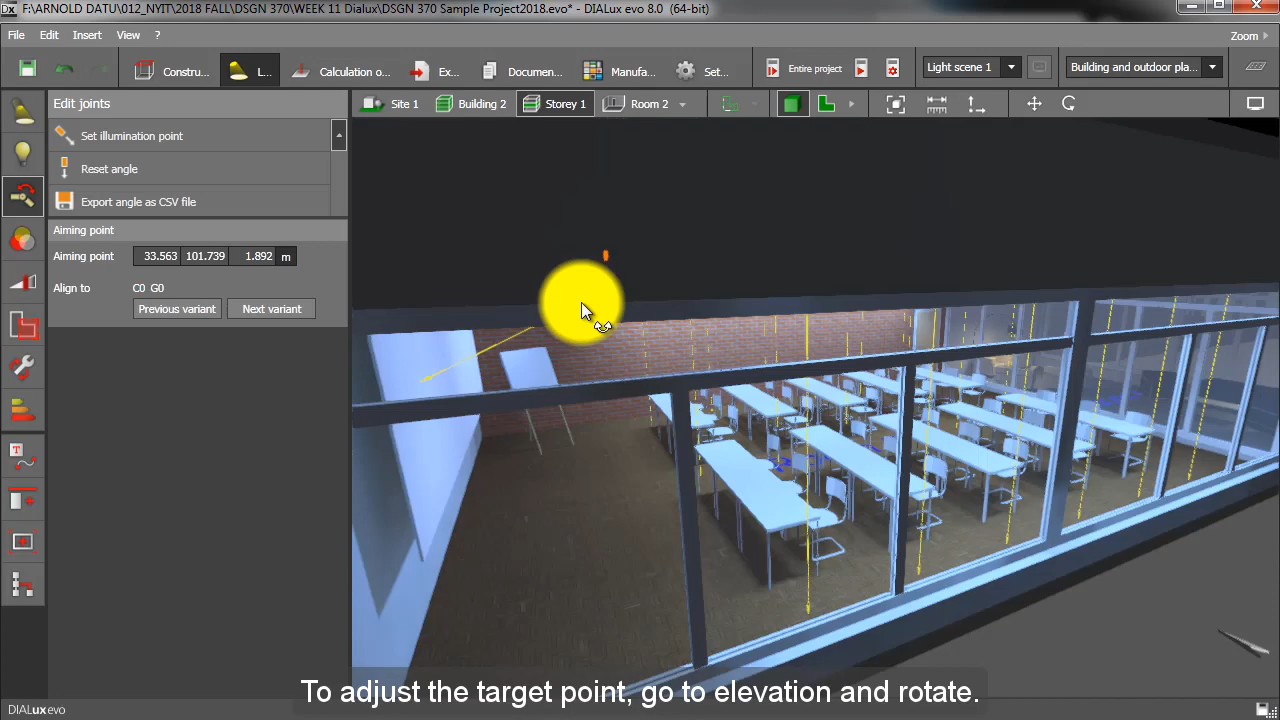 F:\ARNOLD DATU\012_NYIT\2018 FALL\DSGN 370\WEEK 11 Dialux\DSGN 370 Sample Project2018.evo* - DIALux evo 8.0 (64-bit)
File Edit Insert View ? Zoom
Constru... L... Calculation o... Ex... Documen... Manufa... Set... Entire project Light scene 1 Building and outdoor pla...
Edit joints Site 1 Building 2 Storey 1 Room 2
Set illumination point
Reset angle
Export angle as CSV file
Aiming point
Aiming point 33.563 101.739 1.892 m
Align to C0 G0
Previous variant Next variant
To adjust the target point, go to elevation and rotate.
DIALux evo